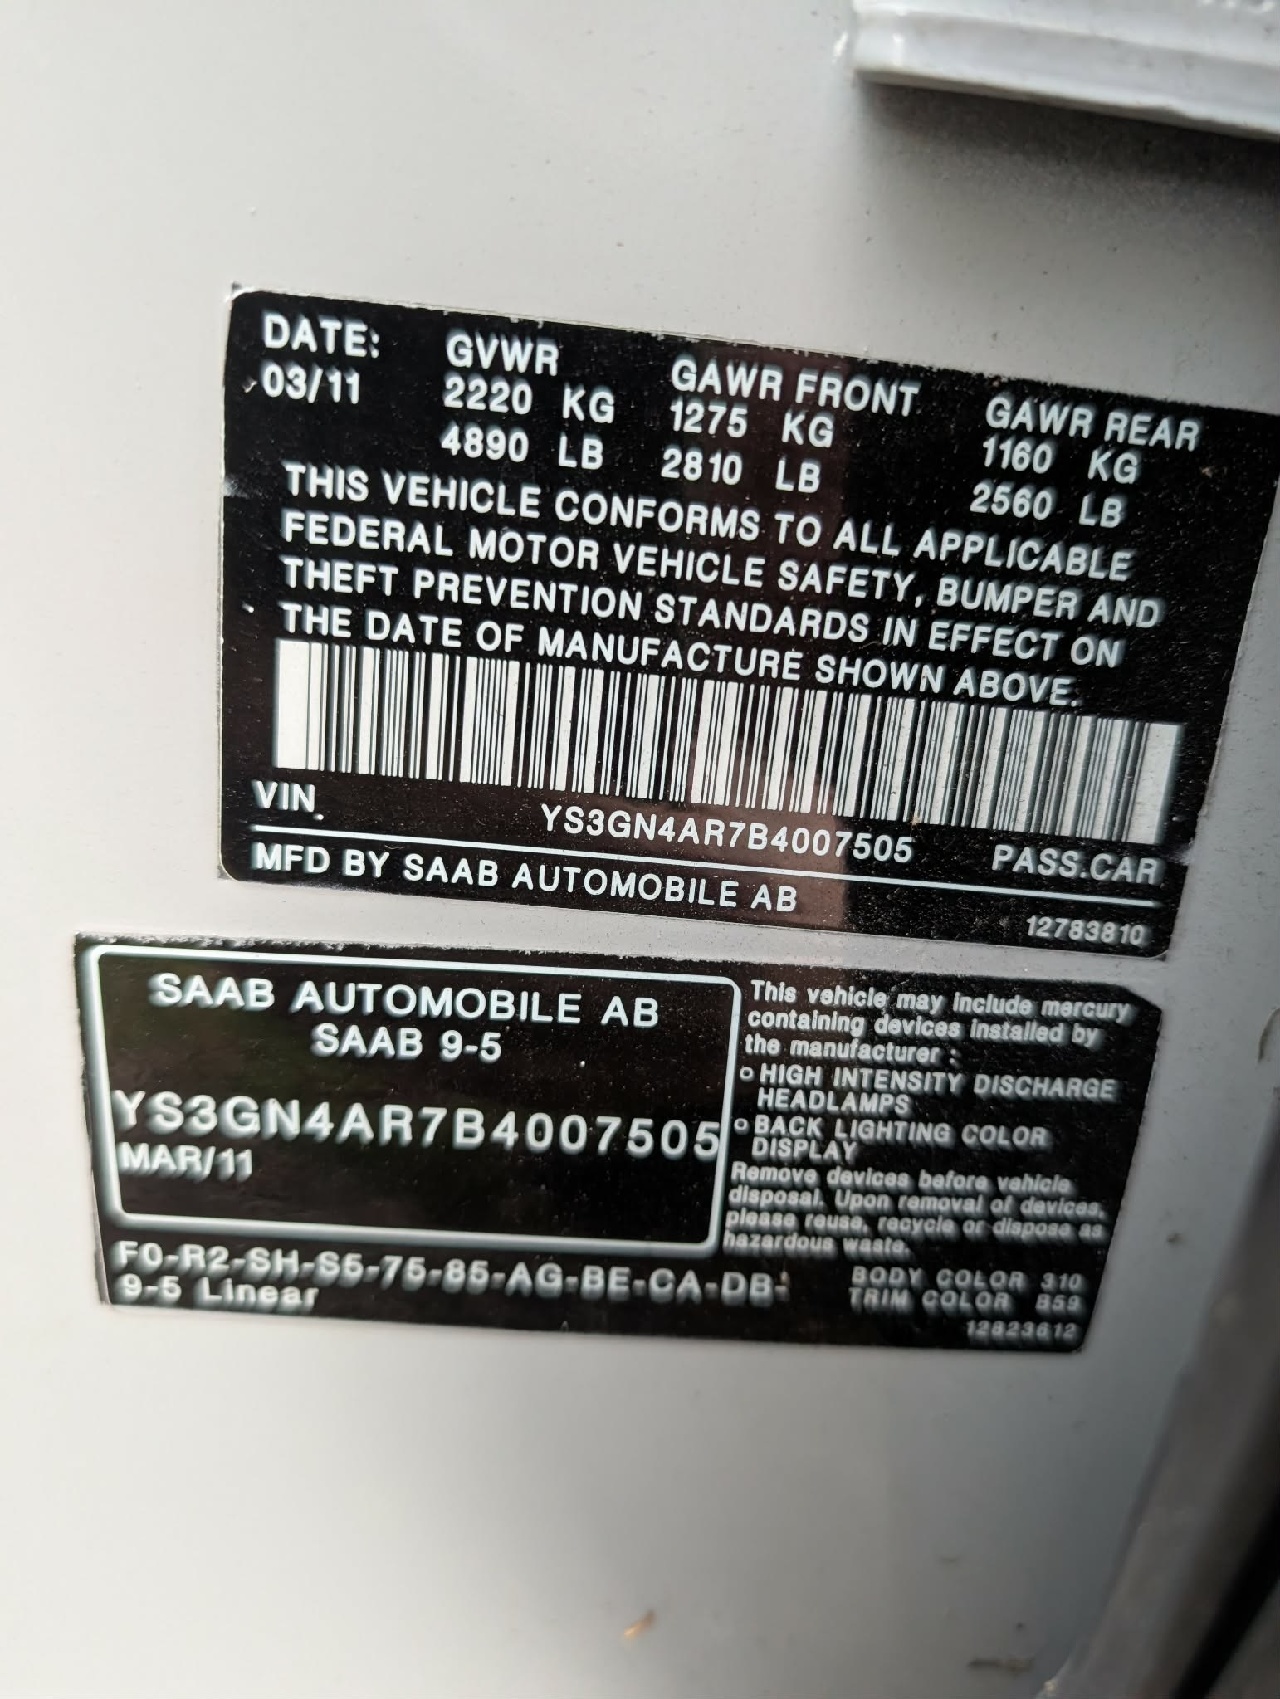 DATE: GVWR GAWR FRONT GAWR REAR
03/11 2220 KG 1275 KG 1160 KG
4890 LB 2810 LB 2560 LB
THIS VEHICLE CONFORMS TO ALL APPLICABLE
FEDERAL MOTOR VEHICLE SAFETY, BUMPER AND
THEFT PREVENTION STANDARDS IN EFFECT ON
THE DATE OF MANUFACTURE SHOWN ABOVE.
VIN YS3GN4AR7B4007505 PASS.CAR
MFD BY SAAB AUTOMOBILE AB
12783810
SAAB AUTOMOBILE AB
SAAB 9-5
YS3GN4AR7B4007505
MAR/11
This vehicle may include mercury
containing devices installed by
the manufacturer :
o HIGH INTENSITY DISCHARGE
HEADLAMPS
o BACK LIGHTING COLOR
DISPLAY
Remove devices before vehicle
disposal. Upon removal of devices,
please reuse, recycle or dispose as
hazardous waste.
F0-R2-SH-S5-75-85-AG-BE-CA-DB-
9-5 Linear
BODY COLOR 310
TRIM COLOR B59
12823612